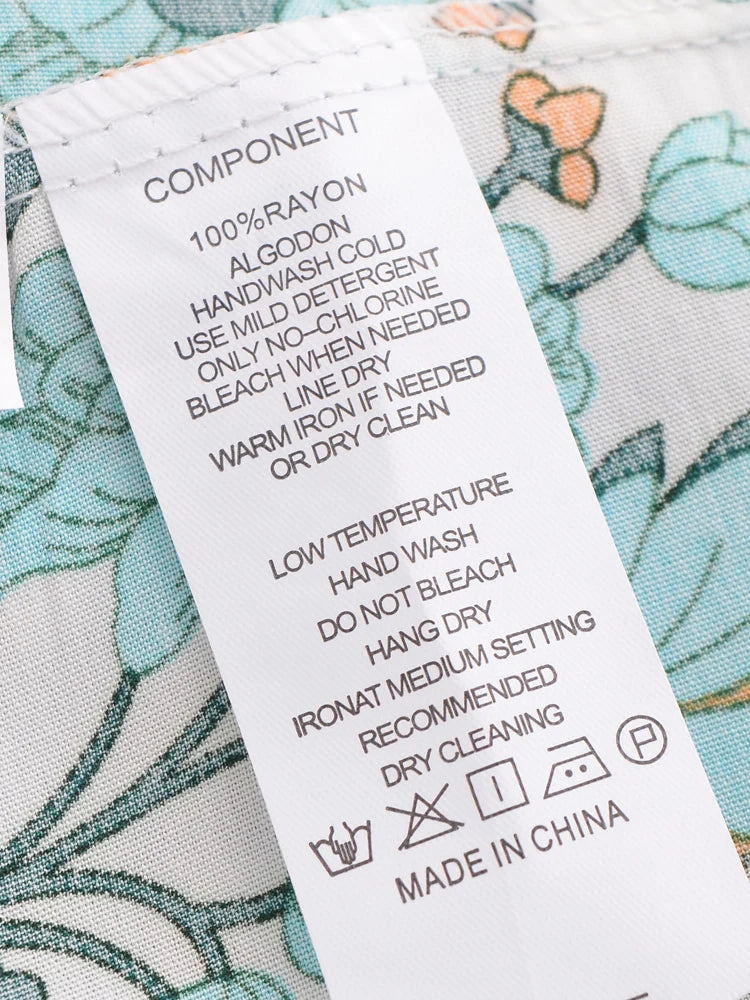 COMPONENT
100%RAYON
ALGODON
HANDWASH COLD
USE MILD DETERGENT
ONLY NO-CHLORINE
BLEACH WHEN NEEDED
LINE DRY
WARM IRON IF NEEDED
OR DRY CLEAN
LOW TEMPERATURE
HAND WASH
DO NOT BLEACH
HANG DRY
IRONAT MEDIUM SETTING
RECOMMENDED
DRY CLEANING
P
MADE IN CHINA